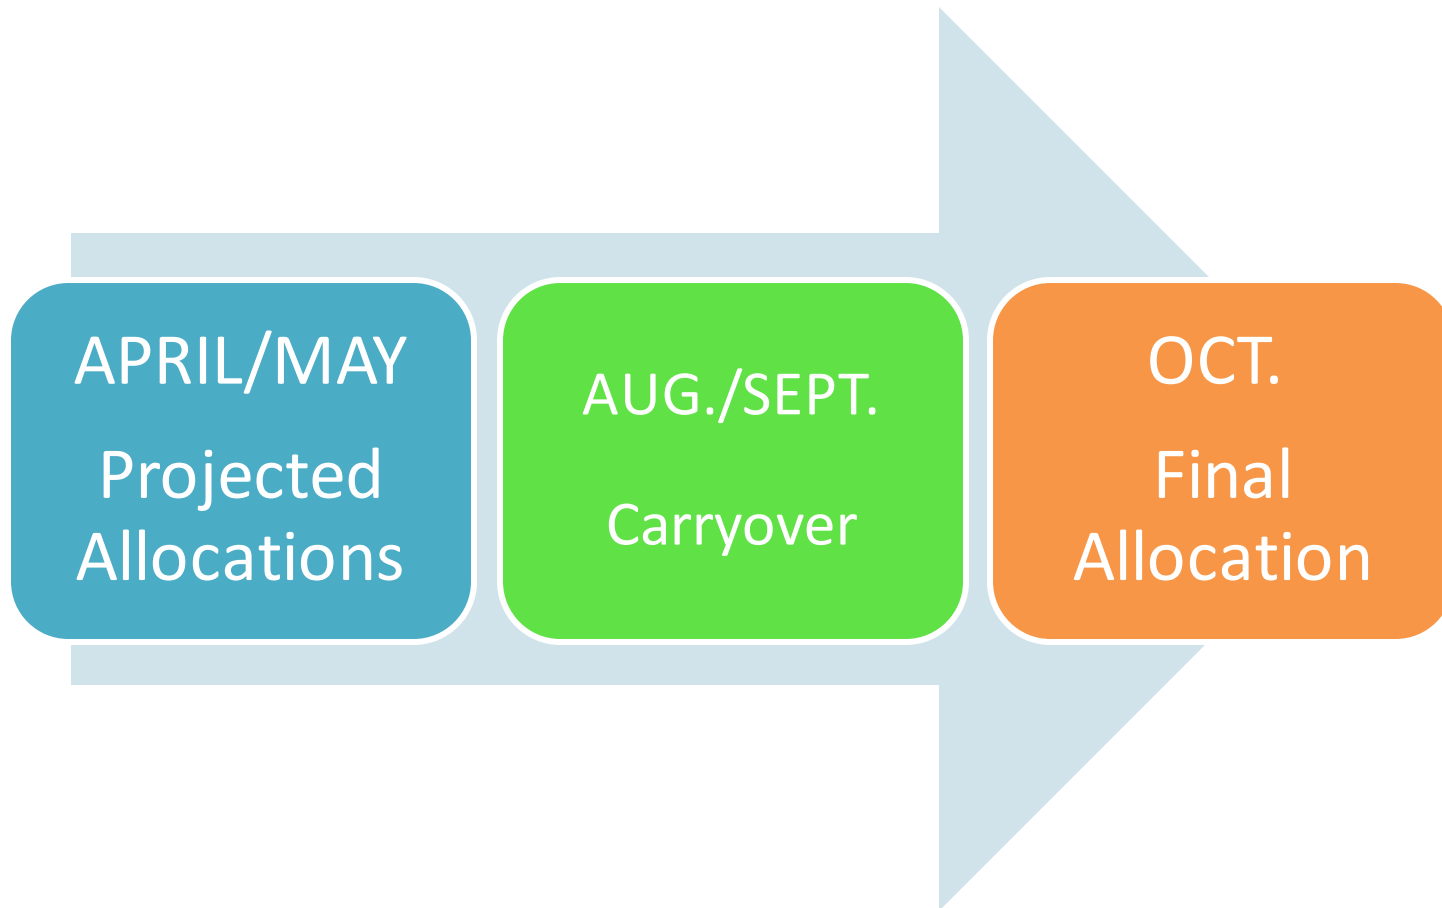 APRIL/MAY
Projected
Allocations
AUG./SEPT.
Carryover
OCT.
Final
Allocation